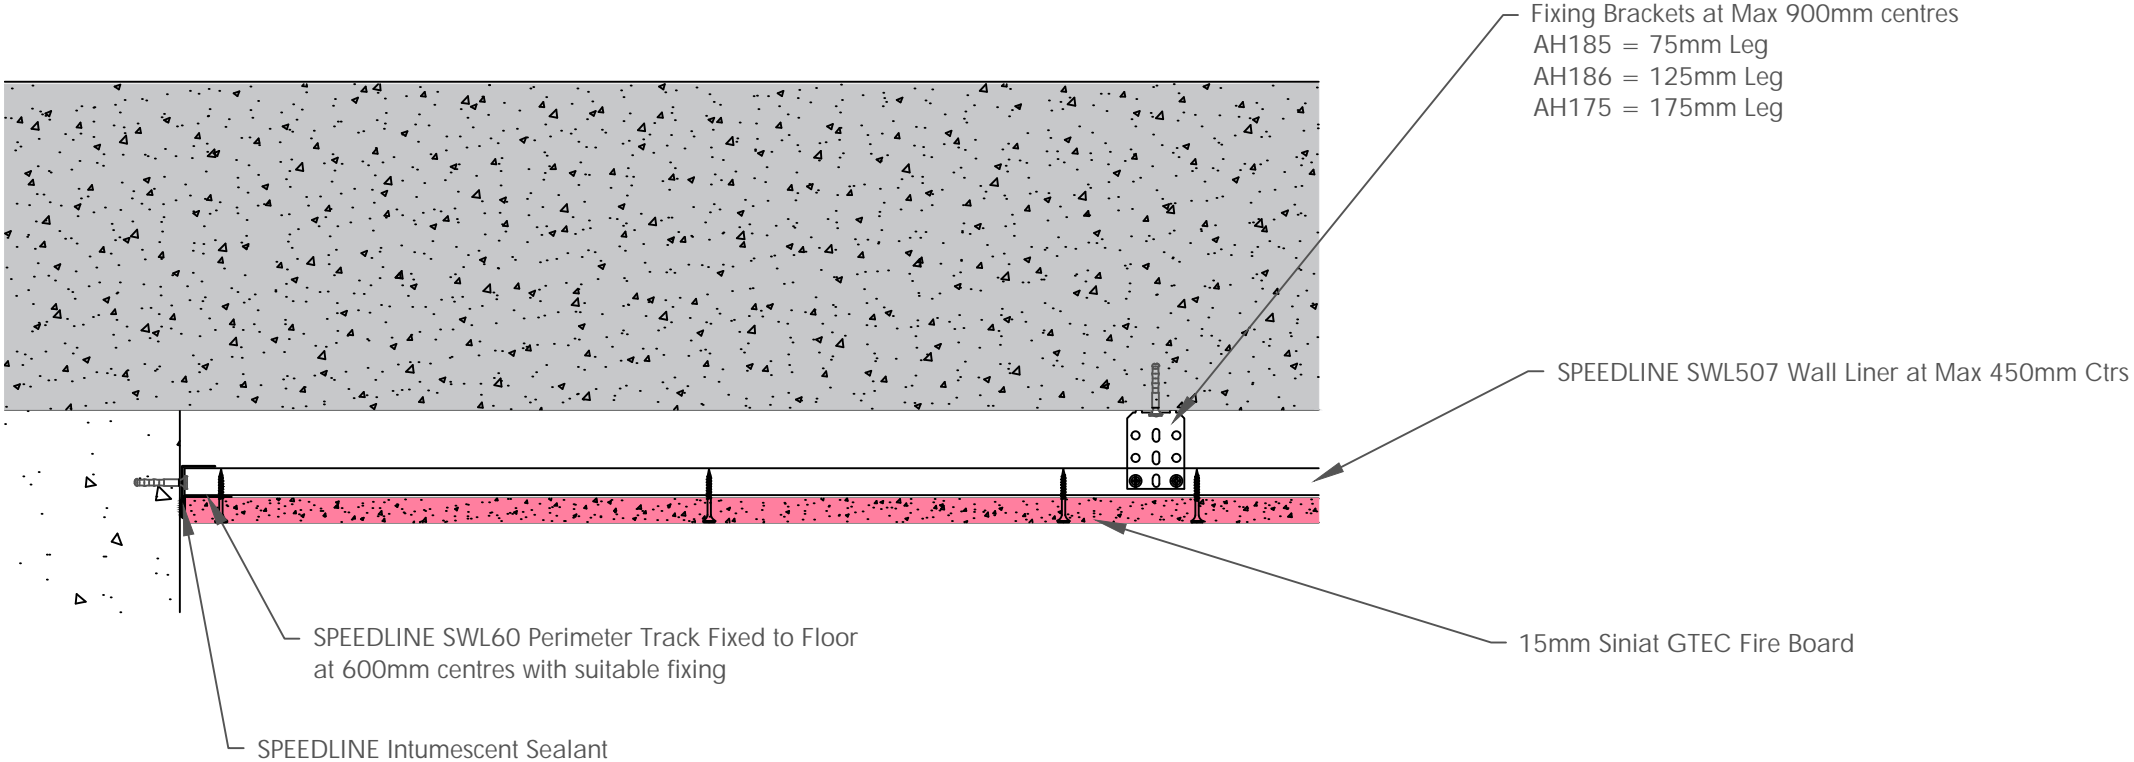 Fixing Brackets at Max 900mm centres
AH185 = 75mm Leg
AH186 = 125mm Leg
AH175 = 175mm Leg
SPEEDLINE SWL507 Wall Liner at Max 450mm Ctrs
SPEEDLINE SWL60 Perimeter Track Fixed to Floor
at 600mm centres with suitable fixing
15mm Siniat GTEC Fire Board
SPEEDLINE Intumescent Sealant